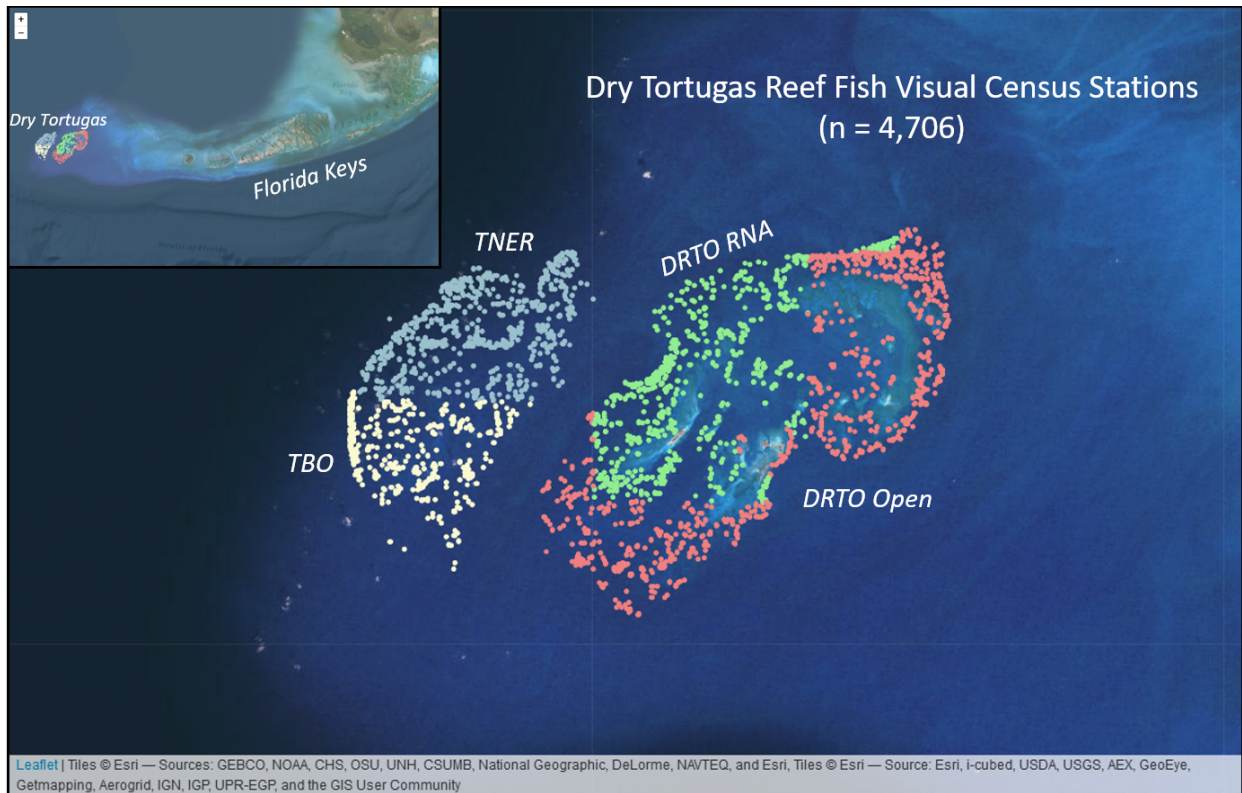 +
−
Dry Tortugas
Florida Keys
Dry Tortugas Reef Fish Visual Census Stations
(n = 4,706)
TNER
DRTO RNA
TBO
DRTO Open
Leaflet | Tiles © Esri — Sources: GEBCO, NOAA, CHS, OSU, UNH, CSUMB, National Geographic, DeLorme, NAVTEQ, and Esri, Tiles © Esri — Source: Esri, i-cubed, USDA, USGS, AEX, GeoEye,
Getmapping, Aerogrid, IGN, IGP, UPR-EGP, and the GIS User Community